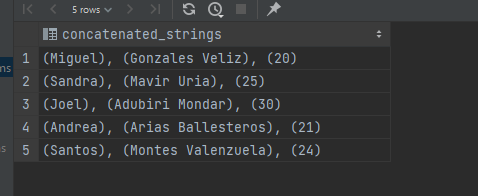 5 rows
concatenated_strings
1 (Miguel), (Gonzales Veliz), (20)
ms
2 (Sandra), (Mavir Uria), (25)
3 (Joel), (Adubiri Mondar), (30)
4 (Andrea), (Arias Ballesteros), (21)
5 (Santos), (Montes Valenzuela), (24)